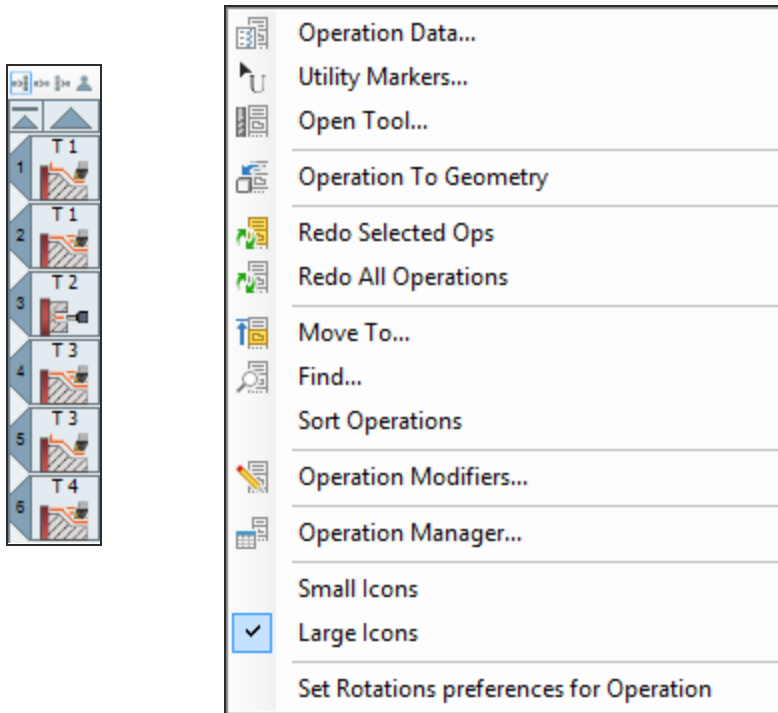 T 1
1
T 1
2
T 2
3
T 3
4
T 3
5
T 4
6
Operation Data...
U
Utility Markers...
Open Tool...
Operation To Geometry
Redo Selected Ops
Redo All Operations
Move To...
Find...
Sort Operations
Operation Modifiers...
Operation Manager...
Small Icons
Large Icons
Set Rotations preferences for Operation